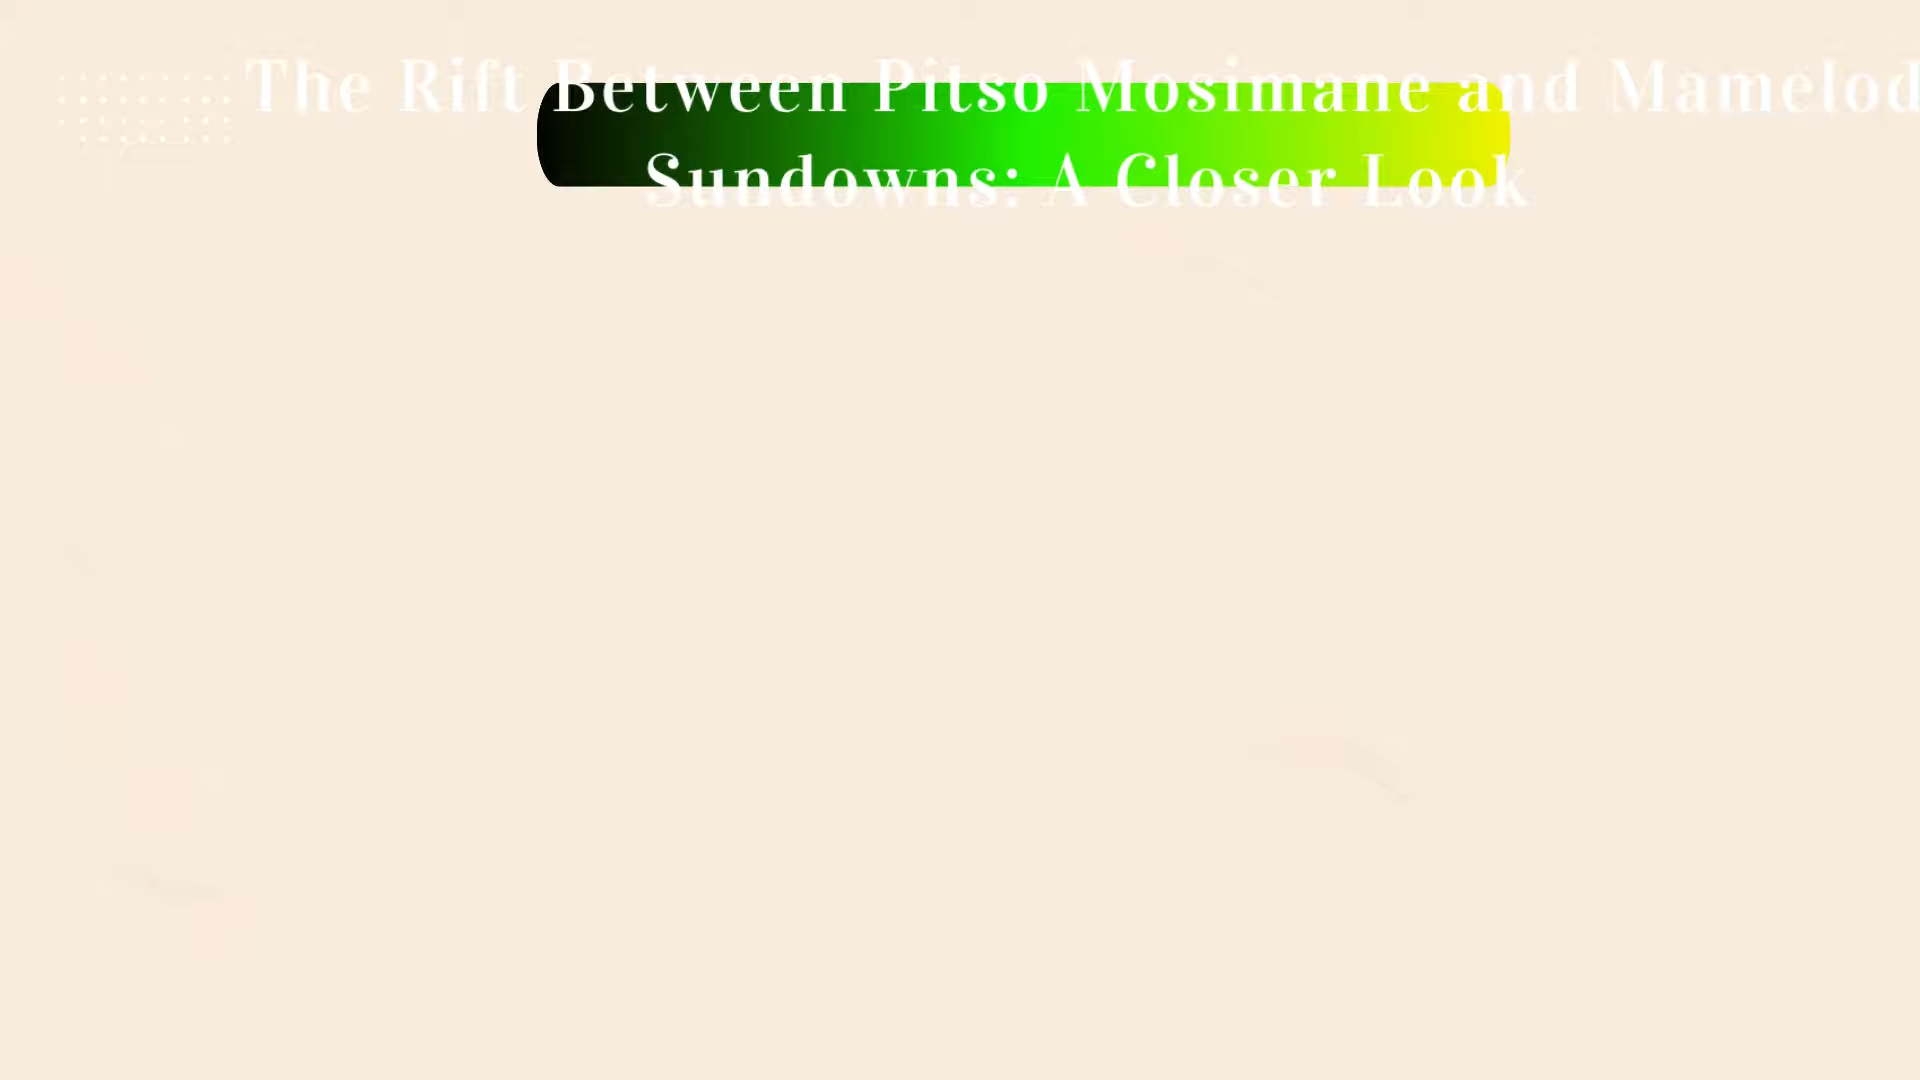 The Rift Between Pitso Mosimane and Mamelod
Sundowns: A Closer Look